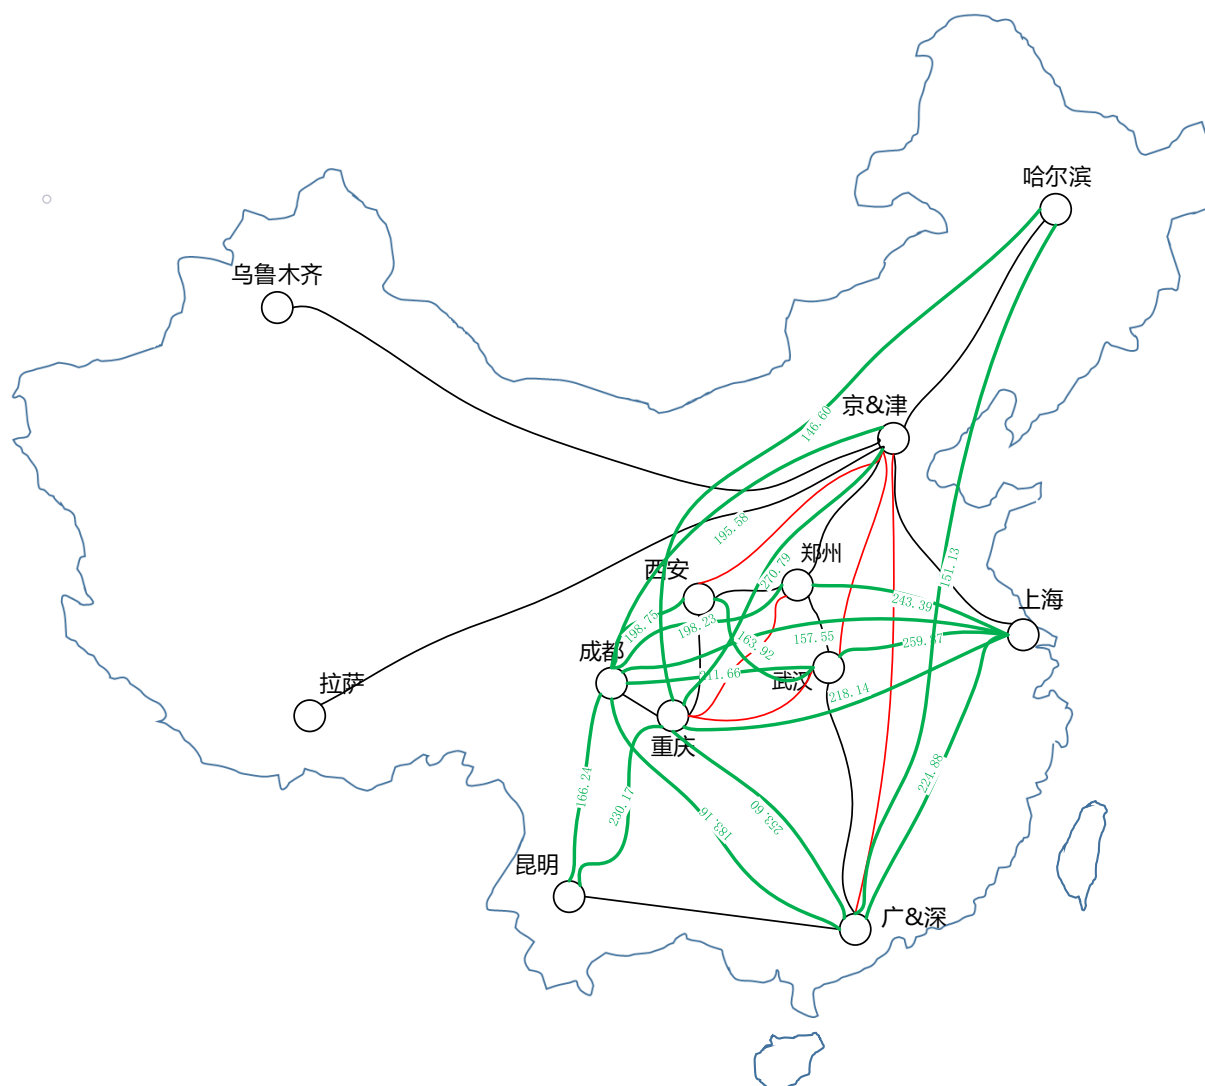 哈尔滨
乌鲁木齐
京&津
146.60
195.58
郑州
270.79
151.13
西安
243.39
上海
198.75
198.23
163.92
157.55
259.37
成都
211.66
武汉
拉萨
218.14
重庆
166.24
230.17
183.16
253.60
224.88
昆明
广&深